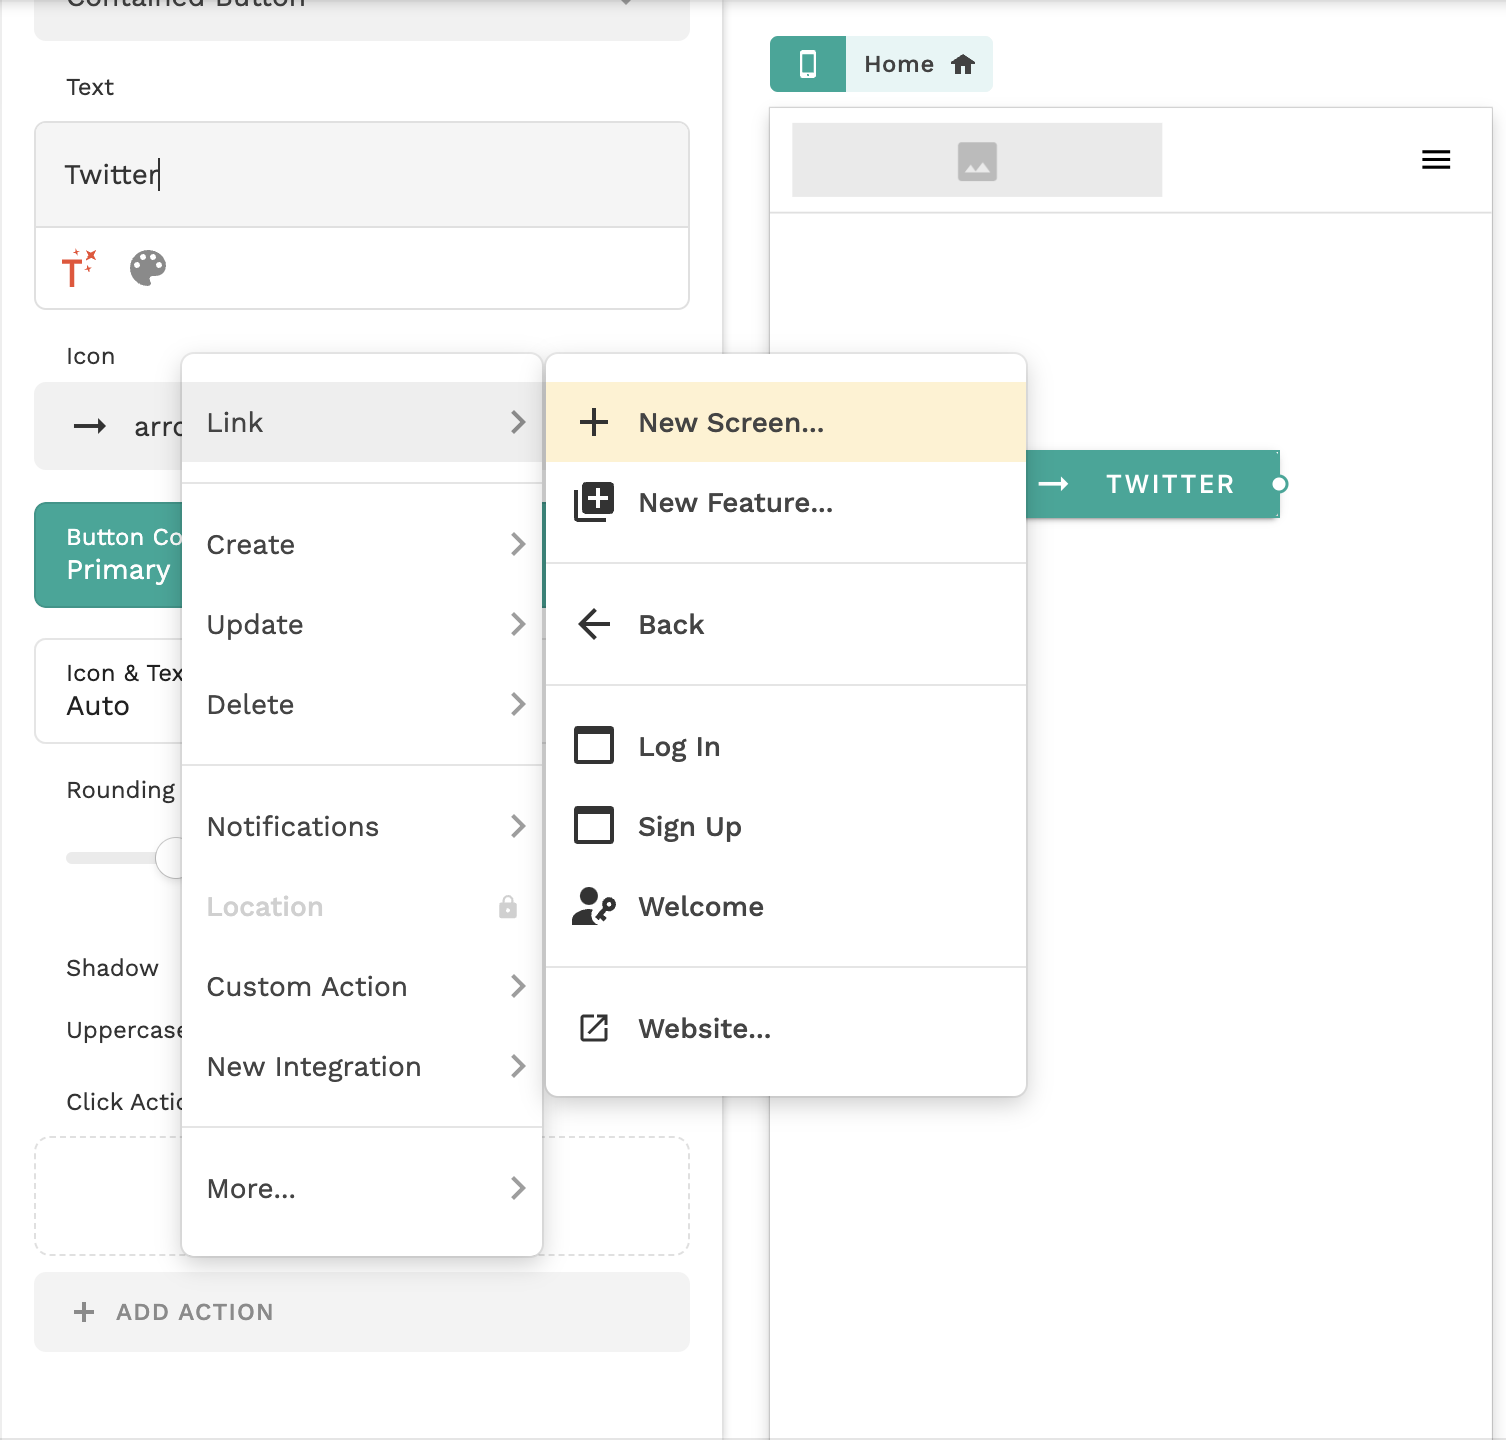 Contained Button
Text
Twitter
Icon
arro
Button Co
Primary
Icon & Tex
Auto
Rounding
Shadow
Uppercase
Click Actio
ADD ACTION
Link
Create
Update
Delete
Notifications
Location
Custom Action
New Integration
More...
New Screen...
New Feature...
Back
Log In
Sign Up
Welcome
Website...
Home
TWITTER